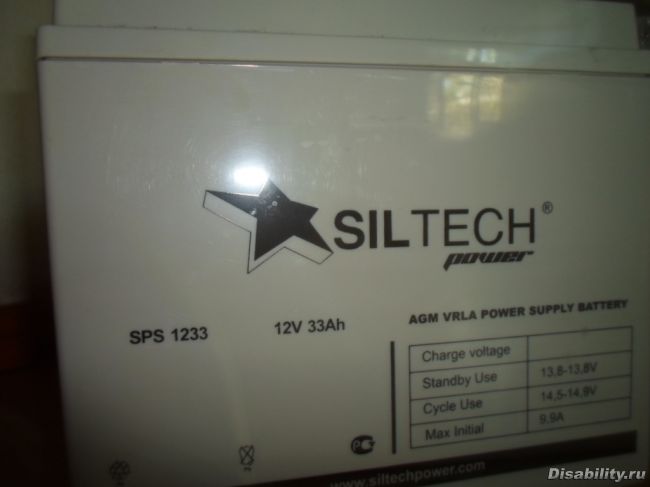 SILTECH®
power
SPS 1233
12V 33Ah
AGM VRLA POWER SUPPLY BATTERY
Charge voltage
Standby Use 13,8-13,8V
Cycle Use 14,5-14,9V
Max Initial 9.9A
www.siltechpower.com
Disability.ru